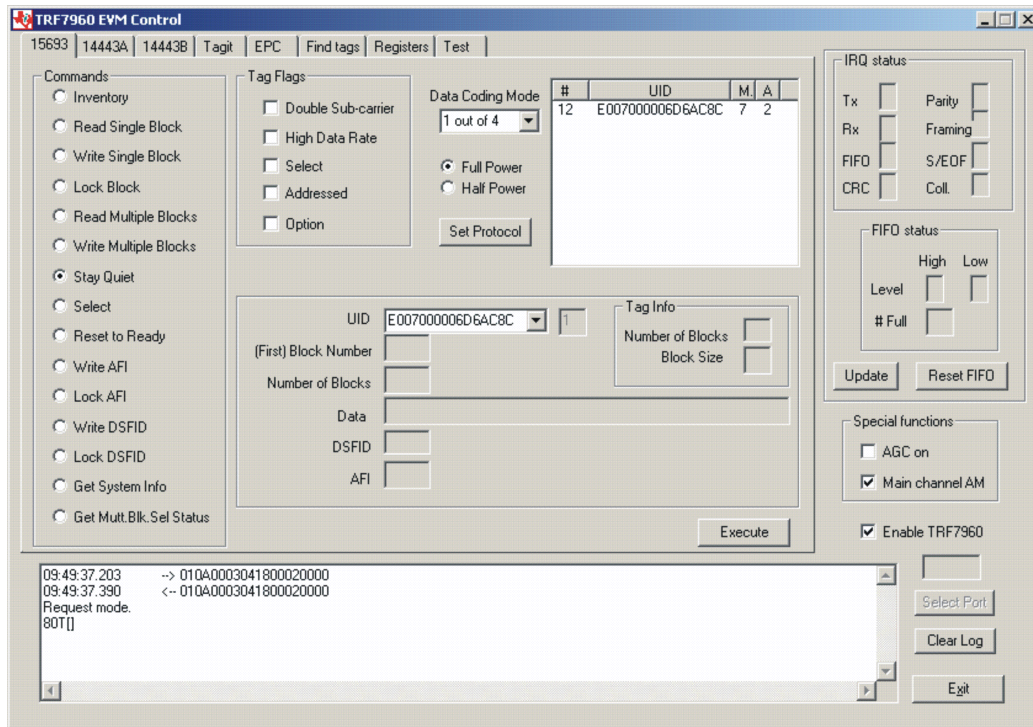 TRF7960 EVM Control
15693 14443A 14443B Tagit EPC Find tags Registers Test
Commands
Inventory
Read Single Block
Write Single Block
Lock Block
Read Multiple Blocks
Write Multiple Blocks
Stay Quiet
Select
Reset to Ready
Write AFI
Lock AFI
Write DSFID
Lock DSFID
Get System Info
Get Mutt.Blk.Sel Status
Tag Flags
Double Sub-carrier
High Data Rate
Select
Addressed
Option
Data Coding Mode
1 out of 4
Full Power
Half Power
Set Protocol
# UID M. A
12 E007000006D6AC8C 7 2
UID E007000006D6AC8C 1
(First) Block Number
Number of Blocks
Data
DSFID
AFI
Tag Info
Number of Blocks
Block Size
Execute
IRQ status
Tx Parity
Rx Framing
FIFO S/EOF
CRC Coll.
FIFO status
High Low
Level
# Full
Update Reset FIFO
Special functions
AGC on
Main channel AM
Enable TRF7960
Select Port
Clear Log
Exit
09:49:37.203 --> 010A0003041800020000
09:49:37.390 <-- 010A0003041800020000
Request mode.
80T[]